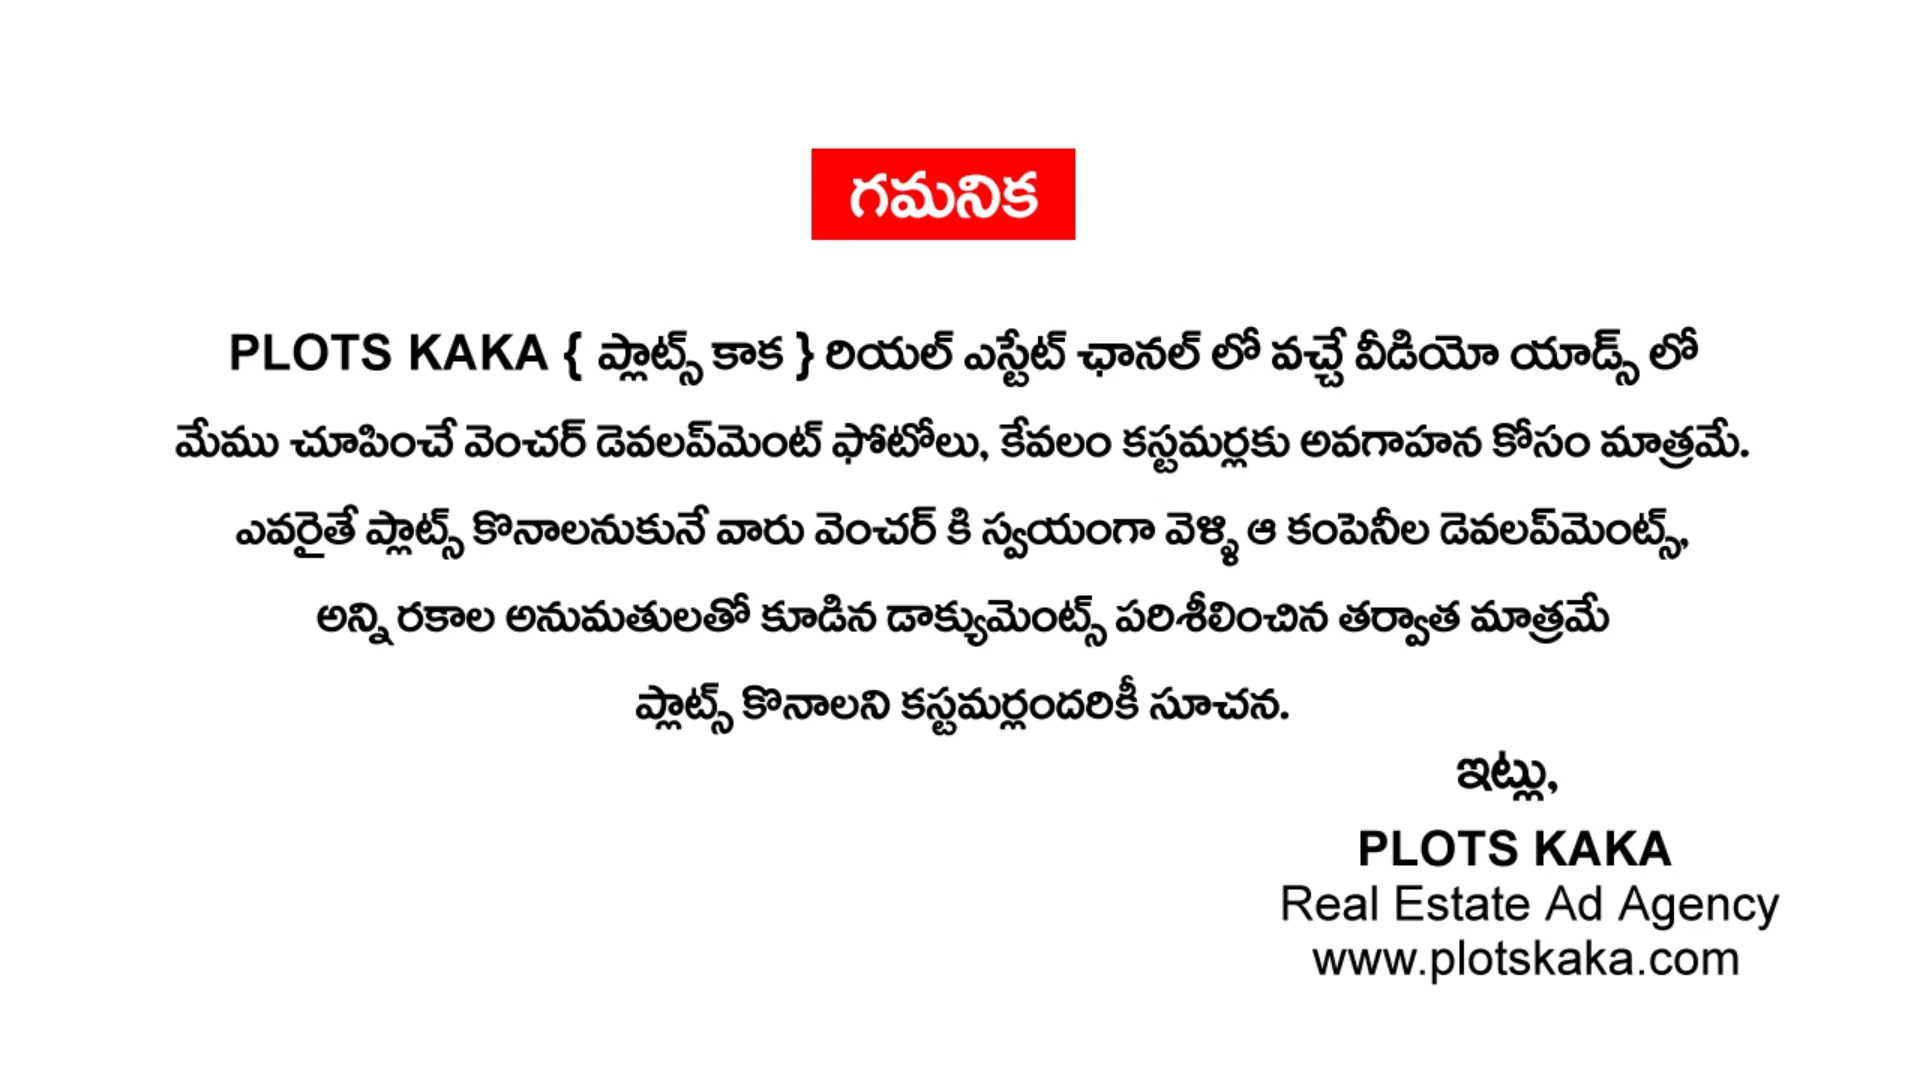 గమనిక
PLOTS KAKA { ప్లాట్స్ కాక } రియల్ ఎస్టేట్ ఛానల్ లో వచ్చే వీడియో యాడ్స్ లో
మేము చూపించే వెంచర్ డెవలప్‌మెంట్ ఫోటోలు, కేవలం కస్టమర్లకు అవగాహన కోసం మాత్రమే.
ఎవరైతే ప్లాట్స్ కొనాలనుకునే వారు వెంచర్ కి స్వయంగా వెళ్ళి ఆ కంపెనీల డెవలప్‌మెంట్స్,
అన్ని రకాల అనుమతులతో కూడిన డాక్యుమెంట్స్ పరిశీలించిన తర్వాత మాత్రమే
ప్లాట్స్ కొనాలని కస్టమర్లందరికీ సూచన.
ఇట్లు,
PLOTS KAKA
Real Estate Ad Agency
www.plotskaka.com